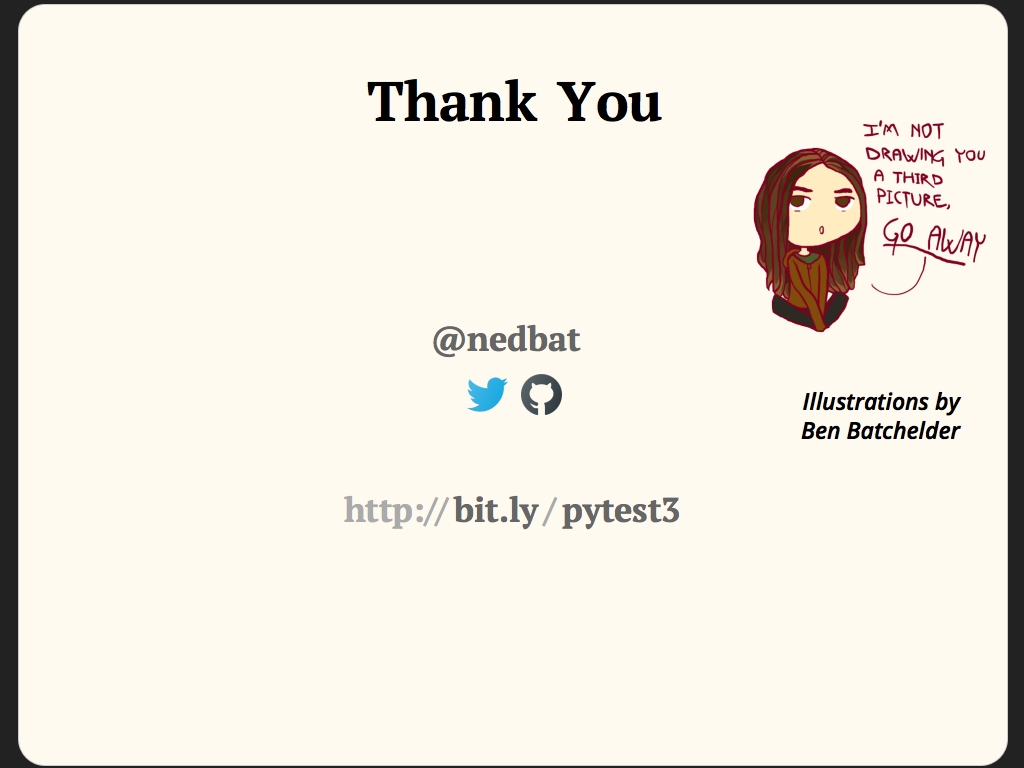 Thank You
I'M NOT
DRAWING YOU
A THIRD
PICTURE,
GO AWAY
@nedbat
Illustrations by
Ben Batchelder
http://bit.ly/pytest3